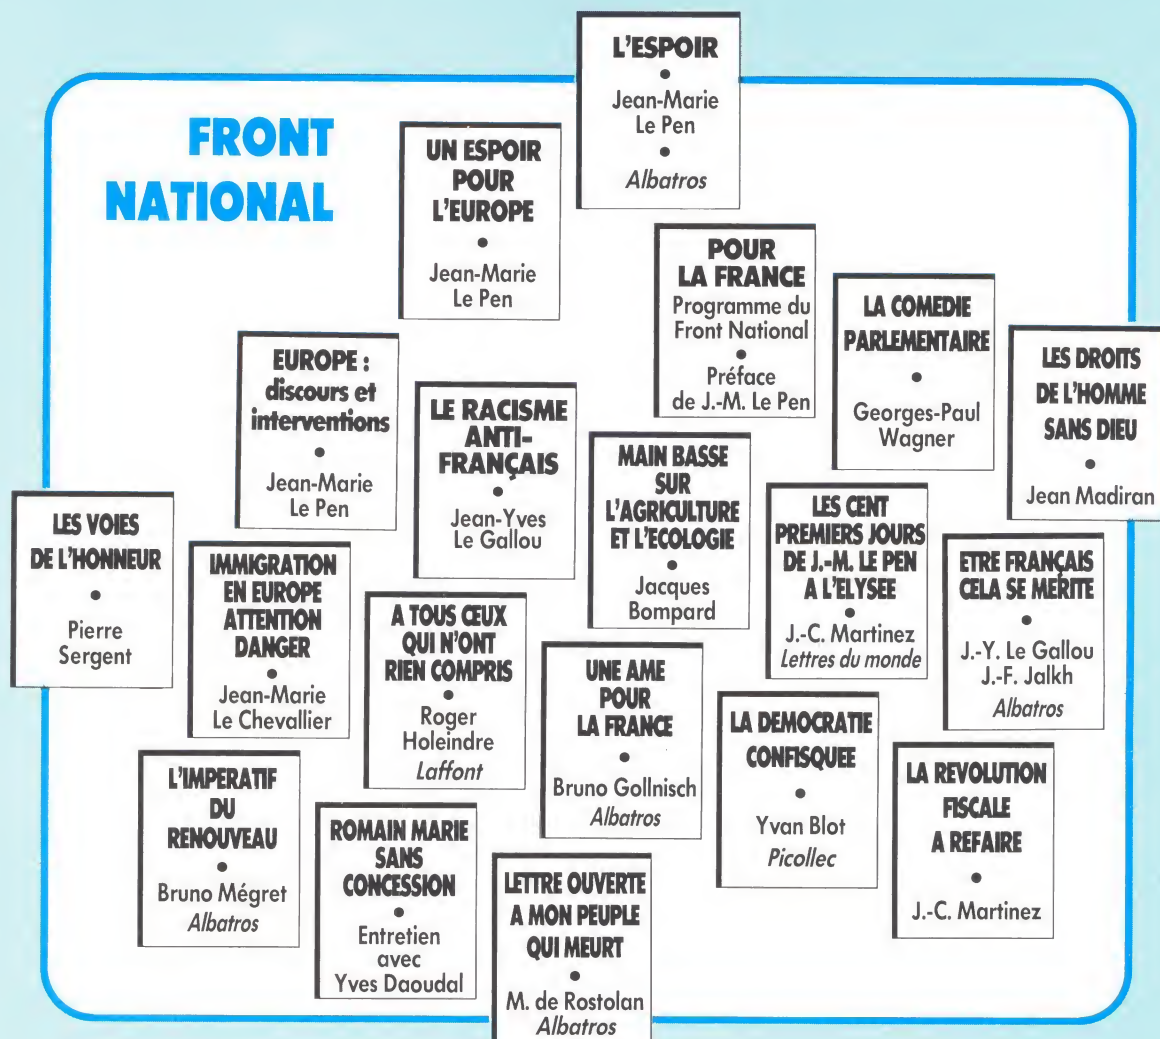 FRONT
NATIONAL
L'ESPOIR
•
Jean-Marie
Le Pen
•
Albatros
UN ESPOIR
POUR
L'EUROPE
•
Jean-Marie
Le Pen
POUR
LA FRANCE
Programme du
Front National
•
Préface
de J.-M. Le Pen
LA COMEDIE
PARLEMENTAIRE
•
Georges-Paul
Wagner
LES DROITS
DE L'HOMME
SANS DIEU
•
Jean Madiran
EUROPE :
discours et
interventions
•
Jean-Marie
Le Pen
LE RACISME
ANTI-
FRANÇAIS
•
Jean-Yves
Le Gallou
MAIN BASSE
SUR
L'AGRICULTURE
ET L'ECOLOGIE
•
Jacques
Bompard
LES CENT
PREMIERS JOURS
DE J.-M. LE PEN
A L'ELYSEE
•
J.-C. Martinez
Lettres du monde
ETRE FRANÇAIS
CELA SE MERITE
•
J.-Y. Le Gallou
J.-F. Jalkh
Albatros
LES VOIES
DE L'HONNEUR
•
Pierre
Sergent
IMMIGRATION
EN EUROPE
ATTENTION
DANGER
•
Jean-Marie
Le Chevallier
A TOUS CEUX
QUI N'ONT
RIEN COMPRIS
•
Roger
Holeindre
Laffont
UNE AME
POUR
LA FRANCE
•
Bruno Gollnisch
Albatros
LA DEMOCRATIE
CONFISQUEE
•
Yvan Blot
Picollec
LA REVOLUTION
FISCALE
A REFAIRE
•
J.-C. Martinez
L'IMPERATIF
DU
RENOUVEAU
•
Bruno Mégret
Albatros
ROMAIN MARIE
SANS
CONCESSION
•
Entretien
avec
Yves Daoudal
LETTRE OUVERTE
A MON PEUPLE
QUI MEURT
•
M. de Rostolan
Albatros